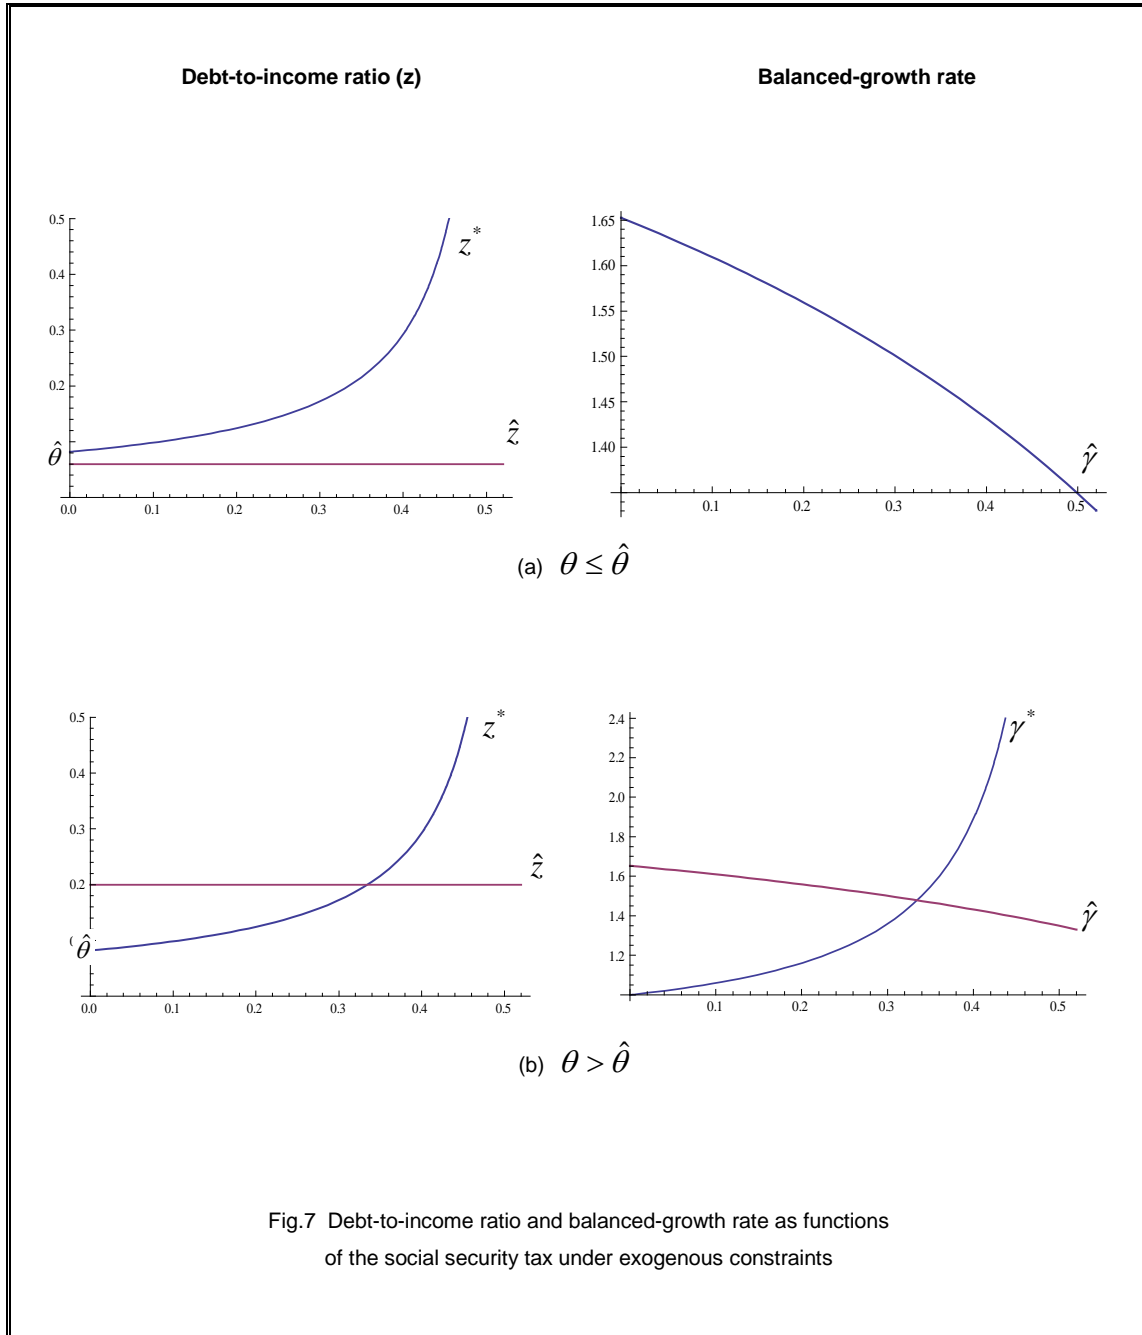 Debt-to-income ratio (z)
Balanced-growth rate
0.5
0.4
0.3
0.2
θ̂
z*
ẑ
0.0 0.1 0.2 0.3 0.4 0.5
1.65
1.60
1.55
1.50
1.45
1.40
γ̂
0.1 0.2 0.3 0.4 0.5
(a) θ ≤ θ̂
0.5
0.4
0.3
0.2
θ̂
z*
ẑ
0.0 0.1 0.2 0.3 0.4 0.5
2.4
2.2
2.0
1.8
1.6
1.4
1.2
γ*
γ̂
0.1 0.2 0.3 0.4 0.5
(b) θ > θ̂
Fig.7 Debt-to-income ratio and balanced-growth rate as functions
of the social security tax under exogenous constraints